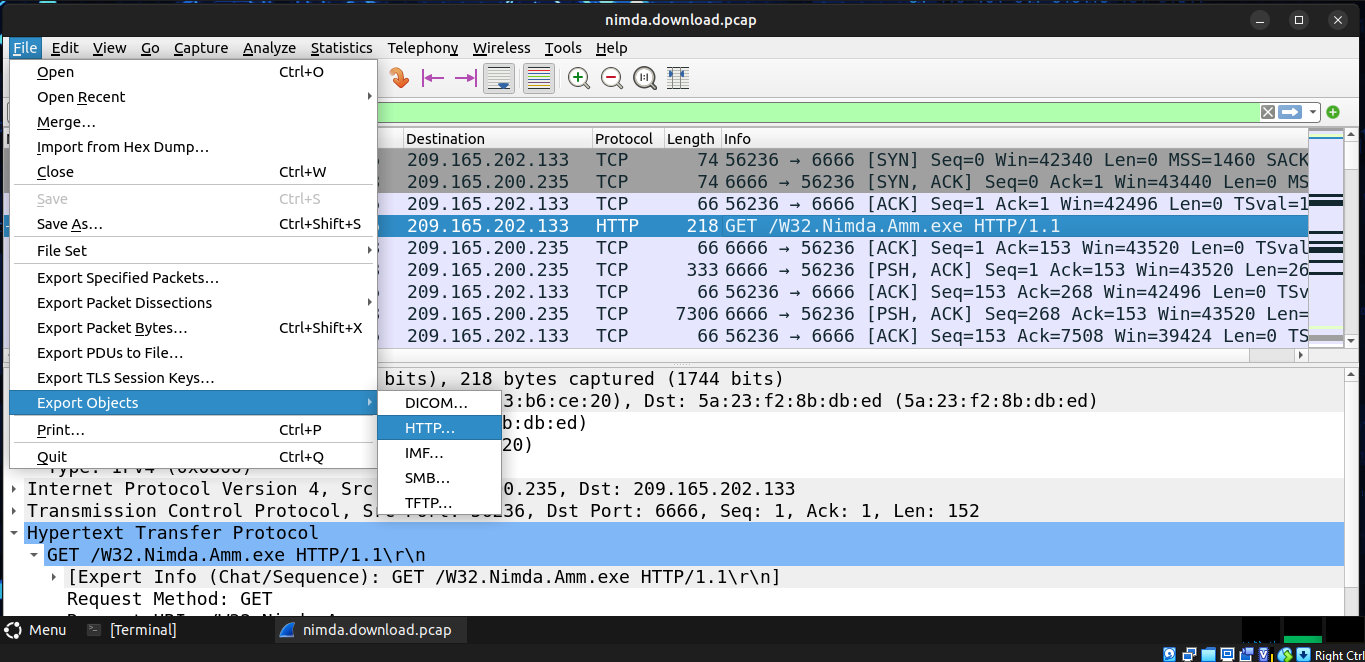 nimda.download.pcap
File Edit View Go Capture Analyze Statistics Telephony Wireless Tools Help
Open Ctrl+O
Open Recent
Merge…
Import from Hex Dump…
Close Ctrl+W
Save Ctrl+S
Save As… Ctrl+Shift+S
File Set
Export Specified Packets…
Export Packet Dissections
Export Packet Bytes… Ctrl+Shift+X
Export PDUs to File…
Export TLS Session Keys…
Export Objects
Print… Ctrl+P
Quit Ctrl+Q
DICOM…
HTTP…
IMF…
SMB…
TFTP…
Destination Protocol Length Info
209.165.202.133 TCP 74 56236 → 6666 [SYN] Seq=0 Win=42340 Len=0 MSS=1460 SACK
209.165.200.235 TCP 74 6666 → 56236 [SYN, ACK] Seq=0 Ack=1 Win=43440 Len=0 MS
209.165.202.133 TCP 66 56236 → 6666 [ACK] Seq=1 Ack=1 Win=42496 Len=0 TSval=1
209.165.202.133 HTTP 218 GET /W32.Nimda.Amm.exe HTTP/1.1
209.165.200.235 TCP 66 6666 → 56236 [ACK] Seq=1 Ack=153 Win=43520 Len=0 TSval
209.165.200.235 TCP 333 6666 → 56236 [PSH, ACK] Seq=1 Ack=153 Win=43520 Len=26
209.165.202.133 TCP 66 56236 → 6666 [ACK] Seq=153 Ack=268 Win=42496 Len=0 TSv
209.165.200.235 TCP 7306 6666 → 56236 [PSH, ACK] Seq=268 Ack=153 Win=43520 Len=
209.165.202.133 TCP 66 56236 → 6666 [ACK] Seq=153 Ack=7508 Win=39424 Len=0 TS
bits), 218 bytes captured (1744 bits)
3:b6:ce:20), Dst: 5a:23:f2:8b:db:ed (5a:23:f2:8b:db:ed)
b:db:ed)
20)
Internet Protocol Version 4, Src 0.235, Dst: 209.165.202.133
Transmission Control Protocol, Src Port: 56236, Dst Port: 6666, Seq: 1, Ack: 1, Len: 152
Hypertext Transfer Protocol
GET /W32.Nimda.Amm.exe HTTP/1.1\r\n
[Expert Info (Chat/Sequence): GET /W32.Nimda.Amm.exe HTTP/1.1\r\n]
Request Method: GET
Menu [Terminal] nimda.download.pcap
Right Ctrl